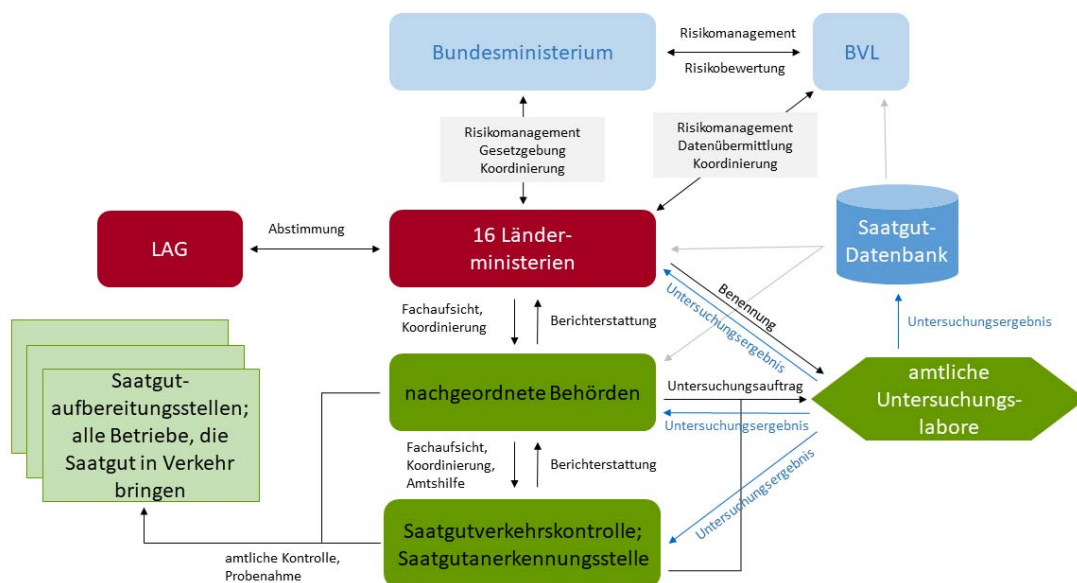 Bundesministerium
Risikomanagement
Risikobewertung
BVL
Risikomanagement
Gesetzgebung
Koordinierung
Risikomanagement
Datenübermittlung
Koordinierung
LAG
Abstimmung
16 Länder-
ministerien
Saatgut-
Datenbank
Benennung
Untersuchungsergebnis
Untersuchungsergebnis
Fachaufsicht,
Koordinierung
Berichterstattung
Saatgut-
aufbereitungsstellen;
alle Betriebe, die
Saatgut in Verkehr
bringen
nachgeordnete Behörden
Untersuchungsauftrag
Untersuchungsergebnis
amtliche
Untersuchungs-
labore
Fachaufsicht,
Koordinierung,
Amtshilfe
Berichterstattung
Untersuchungsergebnis
Saatgutverkehrskontrolle;
Saatgutanerkennungsstelle
amtliche Kontrolle,
Probenahme